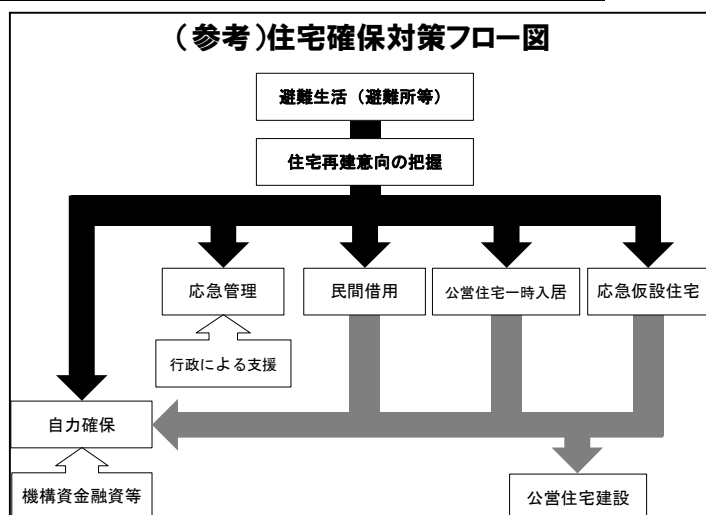 （参考）住宅確保対策フロー図
避難生活（避難所等）
住宅再建意向の把握
応急管理
民間借用
公営住宅一時入居
応急仮設住宅
行政による支援
自力確保
機構資金融資等
公営住宅建設